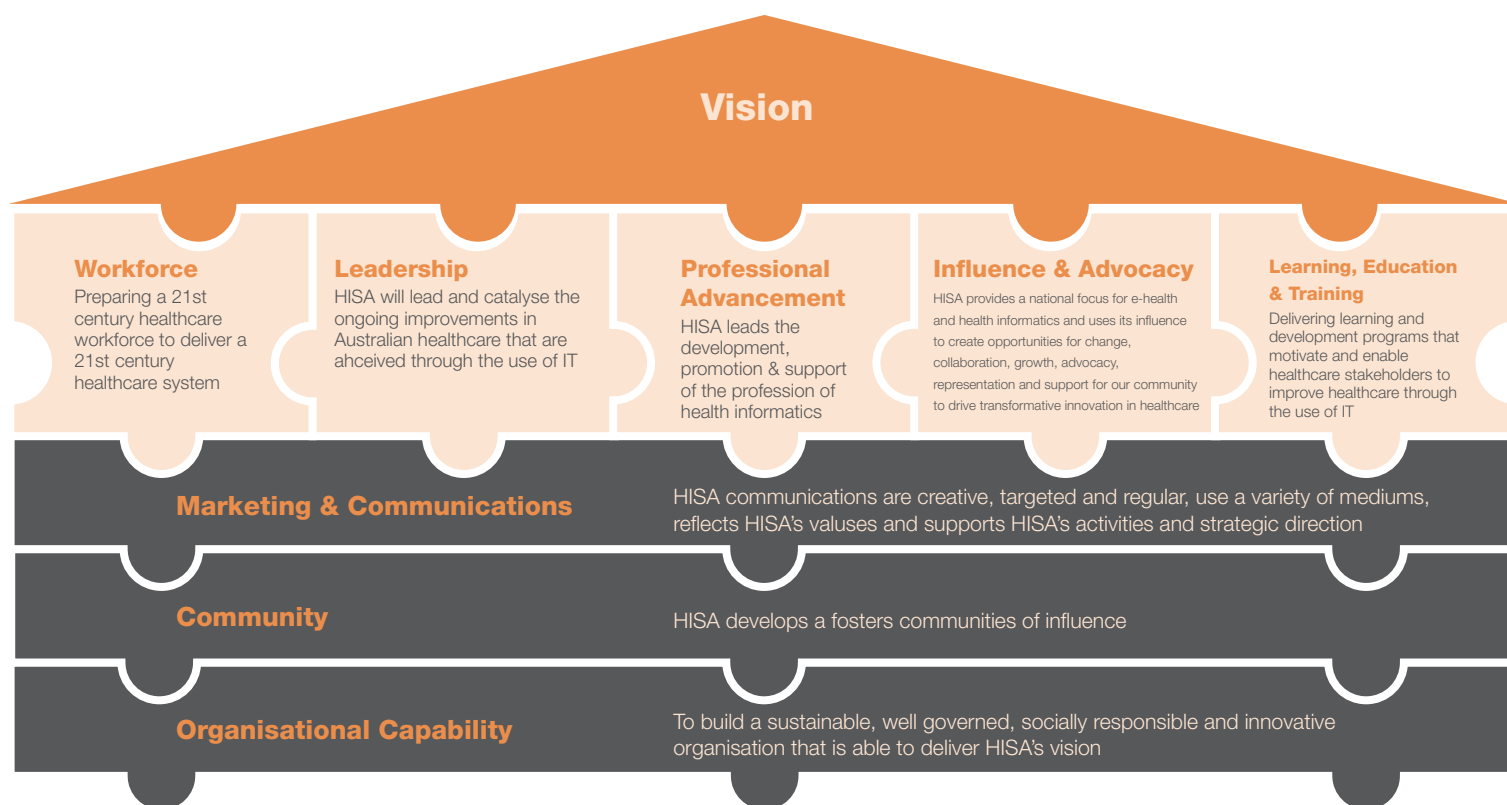 Vision
Workforce
Preparing a 21st
century healthcare
workforce to deliver a
21st century
healthcare system
Leadership
HISA will lead and catalyse the
ongoing improvements in
Australian healthcare that are
ahceived through the use of IT
Professional
Advancement
HISA leads the
development,
promotion & support
of the profession of
health informatics
Influence & Advocacy
HISA provides a national focus for e-health
and health informatics and uses its influence
to create opportunities for change,
collaboration, growth, advocacy,
representation and support for our community
to drive transformative innovation in healthcare
Learning, Education
& Training
Delivering learning and
development programs that
motivate and enable
healthcare stakeholders to
improve healthcare through
the use of IT
Marketing & Communications
HISA communications are creative, targeted and regular, use a variety of mediums,
reflects HISA's valuses and supports HISA's activities and strategic direction
Community
HISA develops a fosters communities of influence
Organisational Capability
To build a sustainable, well governed, socially responsible and innovative
organisation that is able to deliver HISA's vision